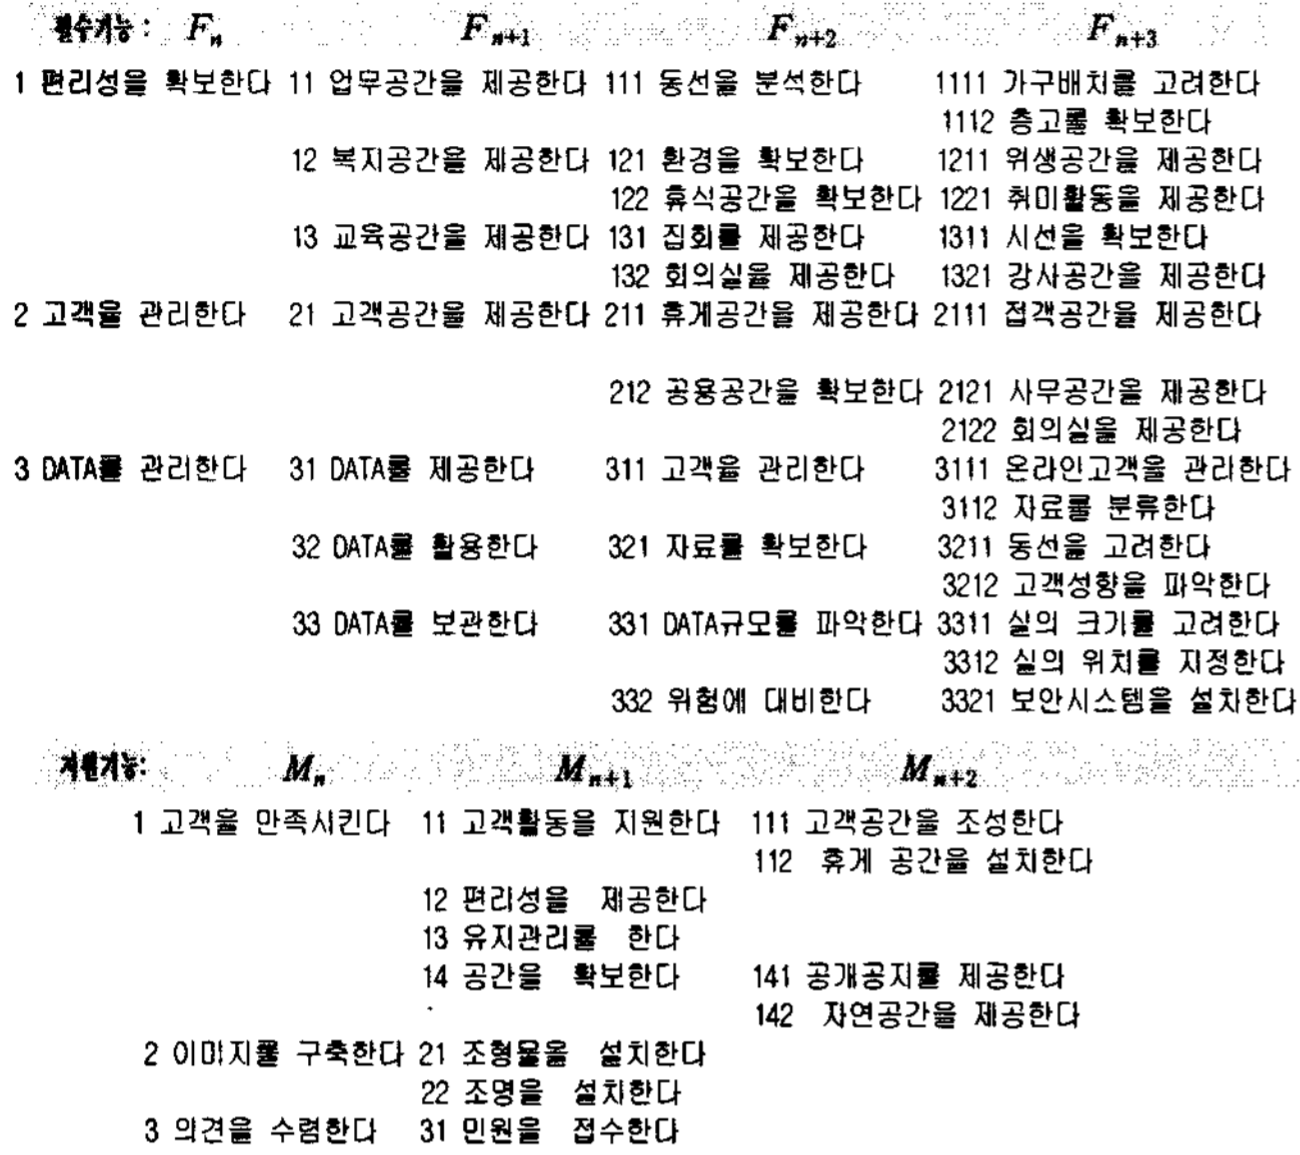 필수기능 : Fn Fn+1 Fn+2 Fn+3
1 편리성을 확보한다 11 업무공간을 제공한다 111 동선을 분석한다 1111 가구배치를 고려한다
1112 층고를 확보한다
12 복지공간을 제공한다 121 환경을 확보한다 1211 위생공간을 제공한다
122 휴식공간을 확보한다 1221 취미활동을 제공한다
13 교육공간을 제공한다 131 집회를 제공한다 1311 시선을 확보한다
132 회의실을 제공한다 1321 강사공간을 제공한다
2 고객을 관리한다 21 고객공간을 제공한다 211 휴게공간을 제공한다 2111 접객공간을 제공한다
212 공용공간을 확보한다 2121 사무공간을 제공한다
2122 회의실을 제공한다
3 DATA를 관리한다 31 DATA를 제공한다 311 고객을 관리한다 3111 온라인고객을 관리한다
3112 자료를 분류한다
32 DATA를 활용한다 321 자료를 확보한다 3211 동선을 고려한다
3212 고객성향을 파악한다
33 DATA를 보관한다 331 DATA규모를 파악한다 3311 실의 크기를 고려한다
3312 실의 위치를 지정한다
332 위험에 대비한다 3321 보안시스템을 설치한다
지원기능: Mn Mn+1 Mn+2
1 고객을 만족시킨다 11 고객활동을 지원한다 111 고객공간을 조성한다
112 휴게 공간을 설치한다
12 편리성을 제공한다
13 유지관리를 한다
14 공간을 확보한다 141 공개공지를 제공한다
142 자연공간을 제공한다
2 이미지를 구축한다 21 조형물을 설치한다
22 조명을 설치한다
3 의견을 수렴한다 31 민원을 접수한다